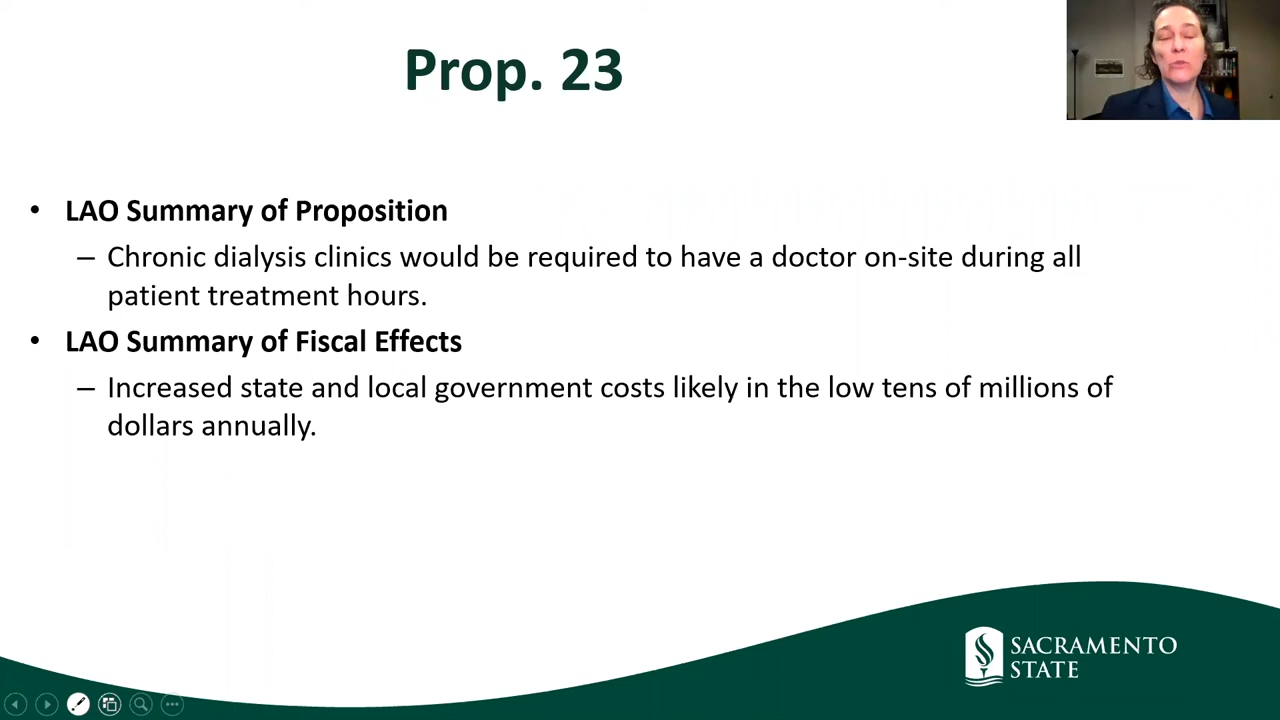 Prop. 23
• LAO Summary of Proposition
– Chronic dialysis clinics would be required to have a doctor on-site during all
patient treatment hours.
• LAO Summary of Fiscal Effects
– Increased state and local government costs likely in the low tens of millions of
dollars annually.
SACRAMENTO
STATE